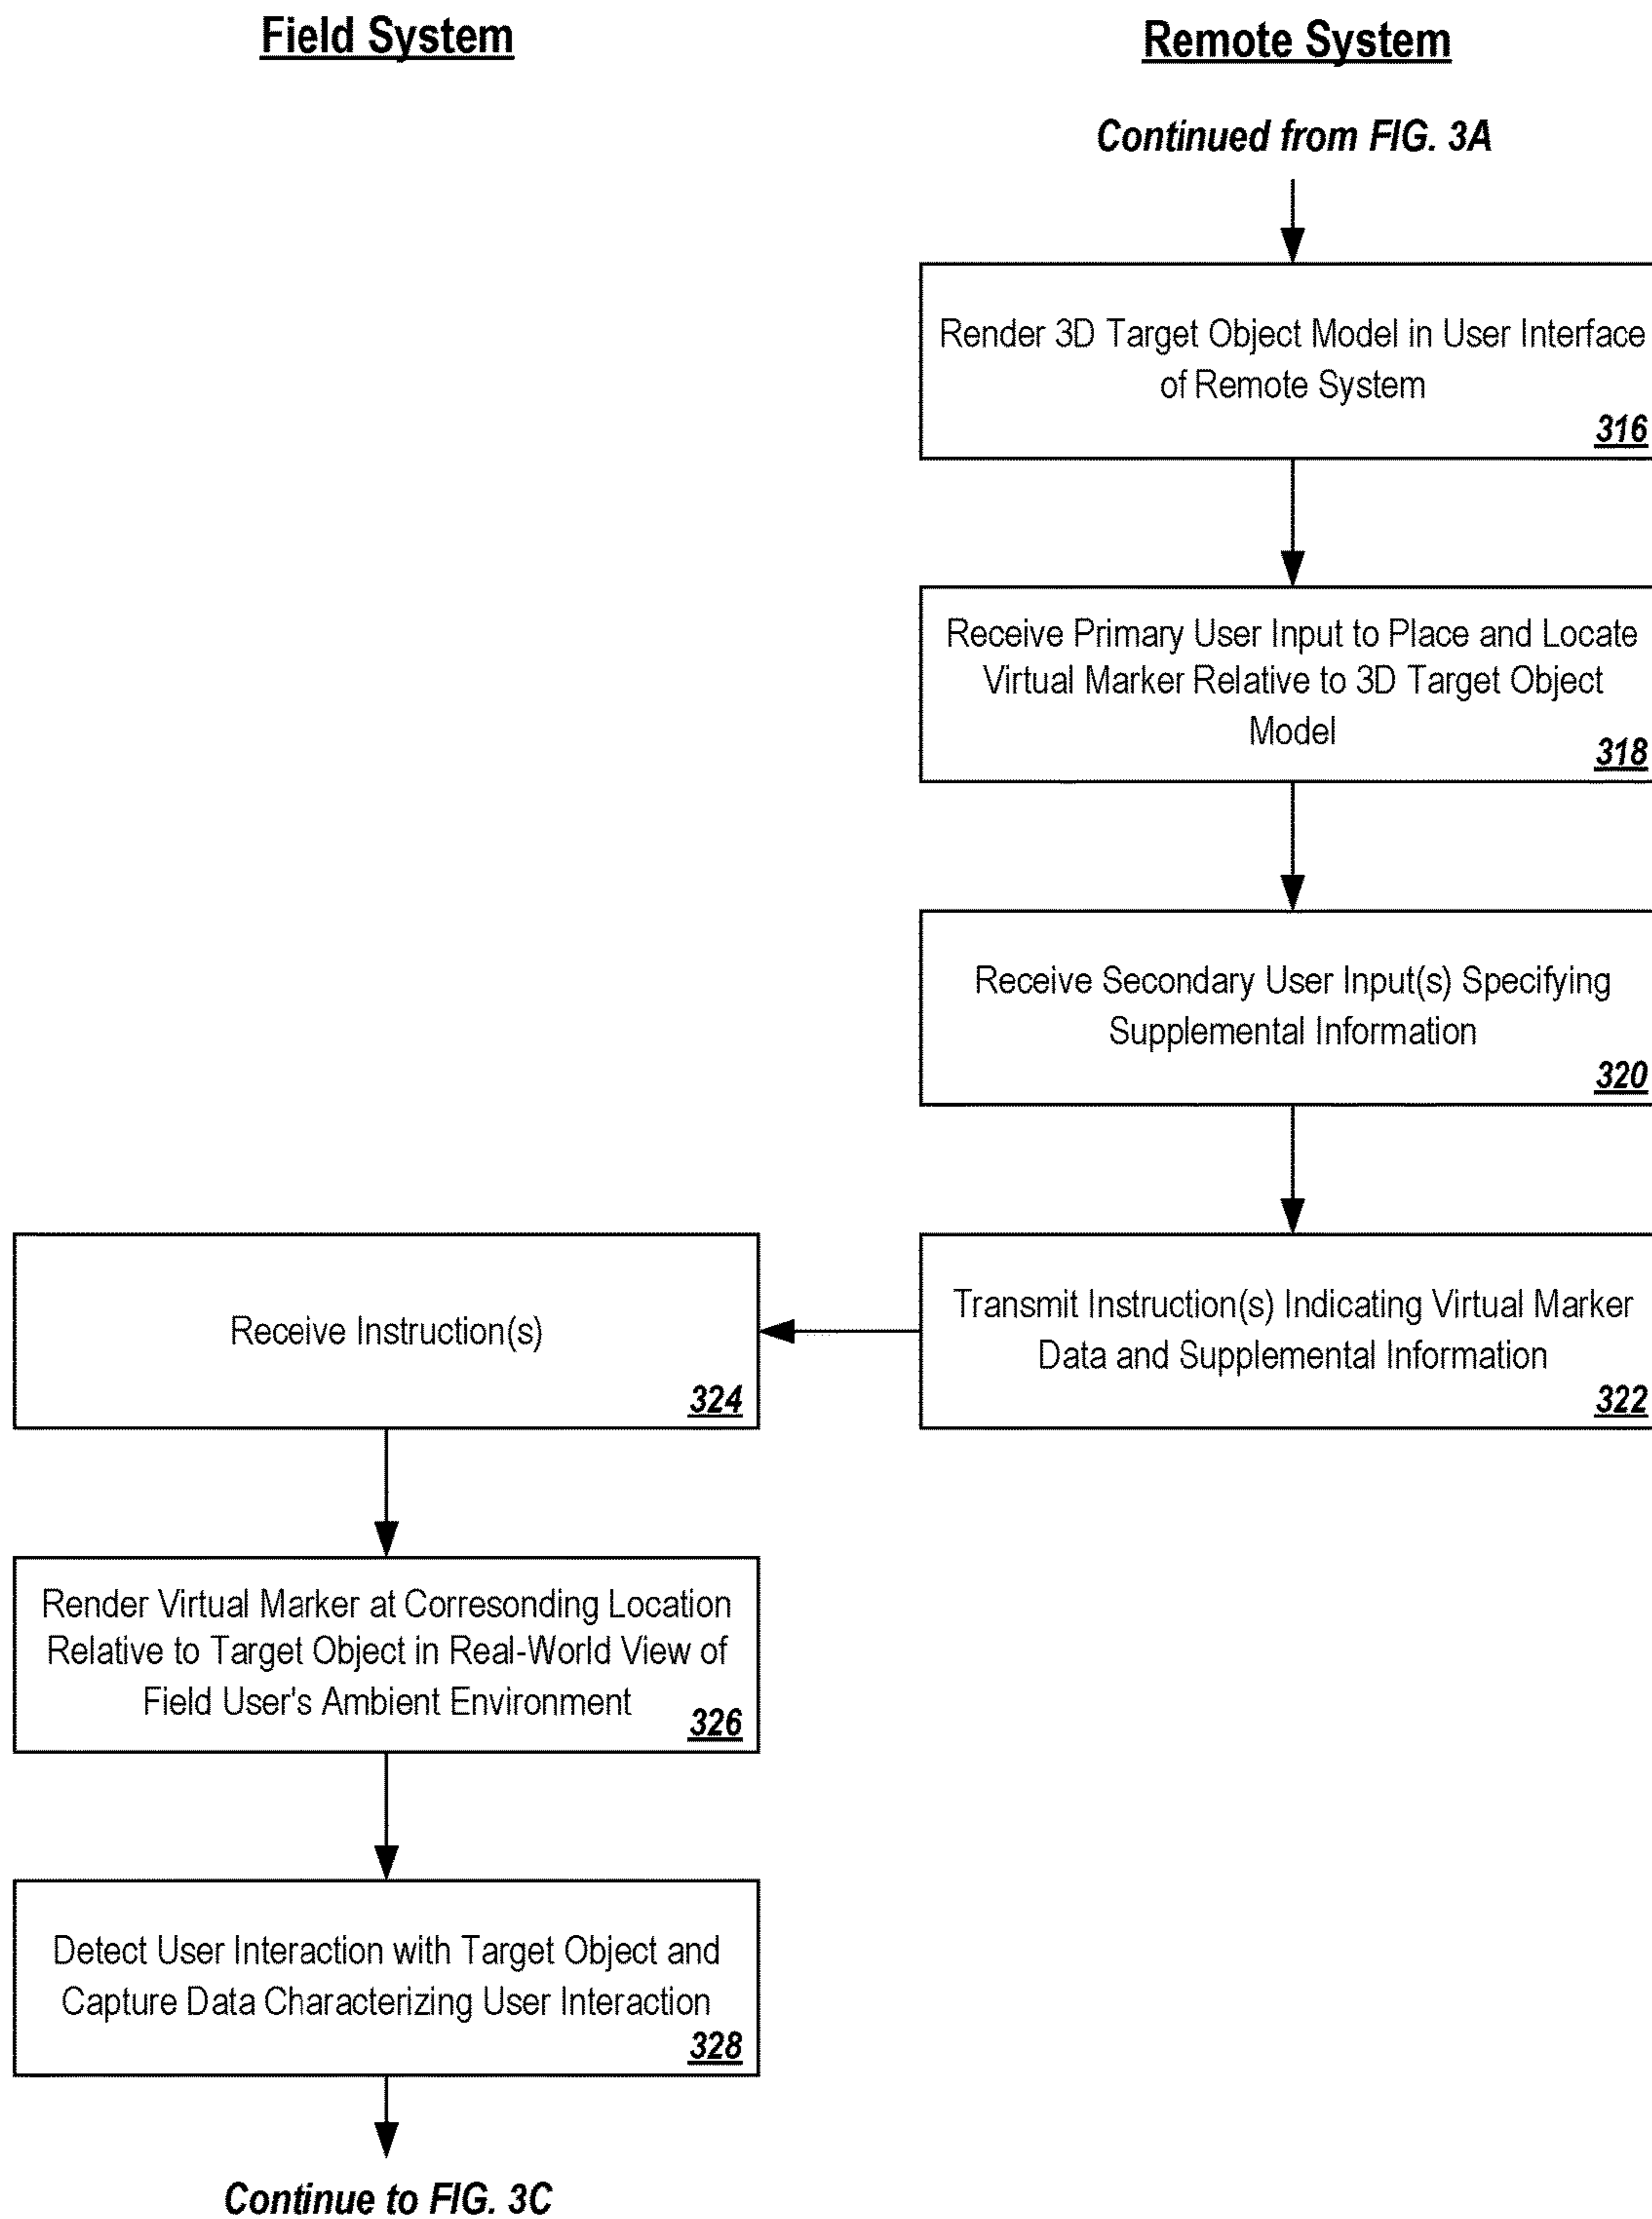 Field System
Remote System
Continued from FIG. 3A
Render 3D Target Object Model in User Interface
of Remote System
316
Receive Primary User Input to Place and Locate
Virtual Marker Relative to 3D Target Object
Model
318
Receive Secondary User Input(s) Specifying
Supplemental Information
320
Transmit Instruction(s) Indicating Virtual Marker
Data and Supplemental Information
322
Receive Instruction(s)
324
Render Virtual Marker at Corresonding Location
Relative to Target Object in Real-World View of
Field User's Ambient Environment
326
Detect User Interaction with Target Object and
Capture Data Characterizing User Interaction
328
Continue to FIG. 3C